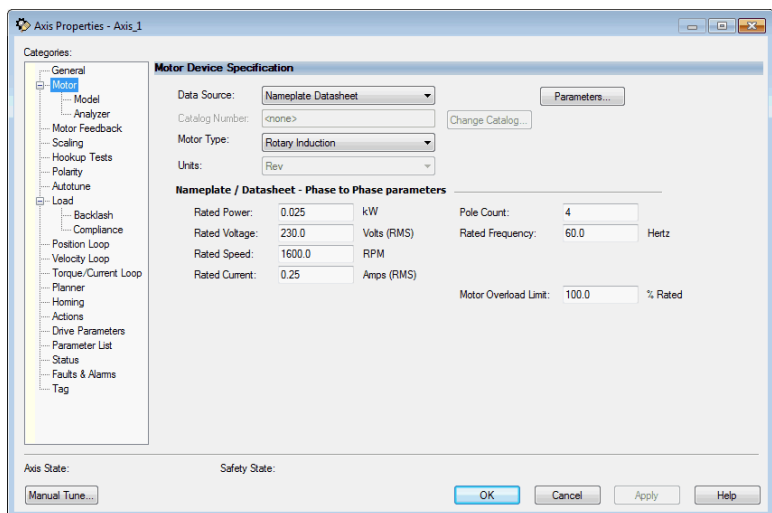 Axis Properties - Axis_1
Categories:
General
Motor
Model
Analyzer
Motor Feedback
Scaling
Hookup Tests
Polarity
Autotune
Load
Backlash
Compliance
Position Loop
Velocity Loop
Torque/Current Loop
Planner
Homing
Actions
Drive Parameters
Parameter List
Status
Faults & Alarms
Tag
Motor Device Specification
Data Source: Nameplate Datasheet Parameters...
Catalog Number: <none> Change Catalog...
Motor Type: Rotary Induction
Units: Rev
Nameplate / Datasheet - Phase to Phase parameters
Rated Power: 0.025 kW Pole Count: 4
Rated Voltage: 230.0 Volts (RMS) Rated Frequency: 60.0 Hertz
Rated Speed: 1600.0 RPM
Rated Current: 0.25 Amps (RMS)
Motor Overload Limit: 100.0 % Rated
Axis State: Safety State:
Manual Tune... OK Cancel Apply Help